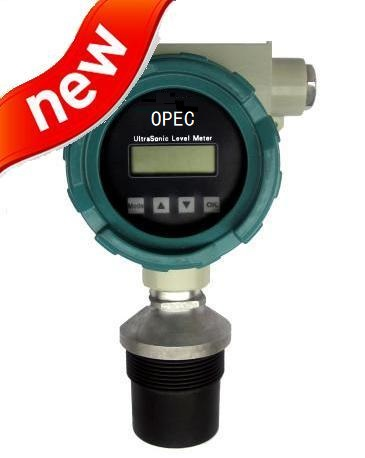 new
OPEC
UltraSonic Level Meter
Mode ▲ ▼ OK